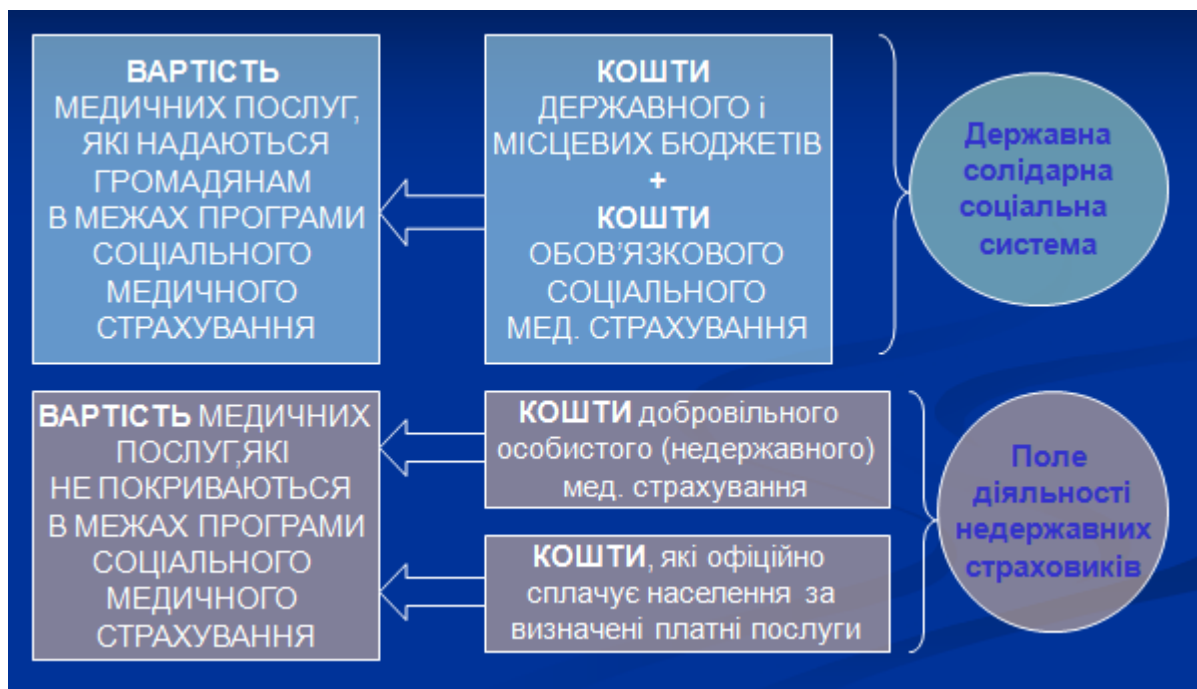 ВАРТІСТЬ
МЕДИЧНИХ ПОСЛУГ,
ЯКІ НАДАЮТЬСЯ
ГРОМАДЯНАМ
В МЕЖАХ ПРОГРАМИ
СОЦІАЛЬНОГО
МЕДИЧНОГО
СТРАХУВАННЯ
КОШТИ
ДЕРЖАВНОГО і
МІСЦЕВИХ БЮДЖЕТІВ
+
КОШТИ
ОБОВ'ЯЗКОВОГО
СОЦІАЛЬНОГО
МЕД. СТРАХУВАННЯ
Державна
солідарна
соціальна
система
ВАРТІСТЬ МЕДИЧНИХ
ПОСЛУГ,ЯКІ
НЕ ПОКРИВАЮТЬСЯ
В МЕЖАХ ПРОГРАМИ
СОЦІАЛЬНОГО
МЕДИЧНОГО
СТРАХУВАННЯ
КОШТИ добровільного
особистого (недержавного)
мед. страхування
КОШТИ, які офіційно
сплачує населення за
визначені платні послуги
Поле
діяльності
недержавних
страховиків